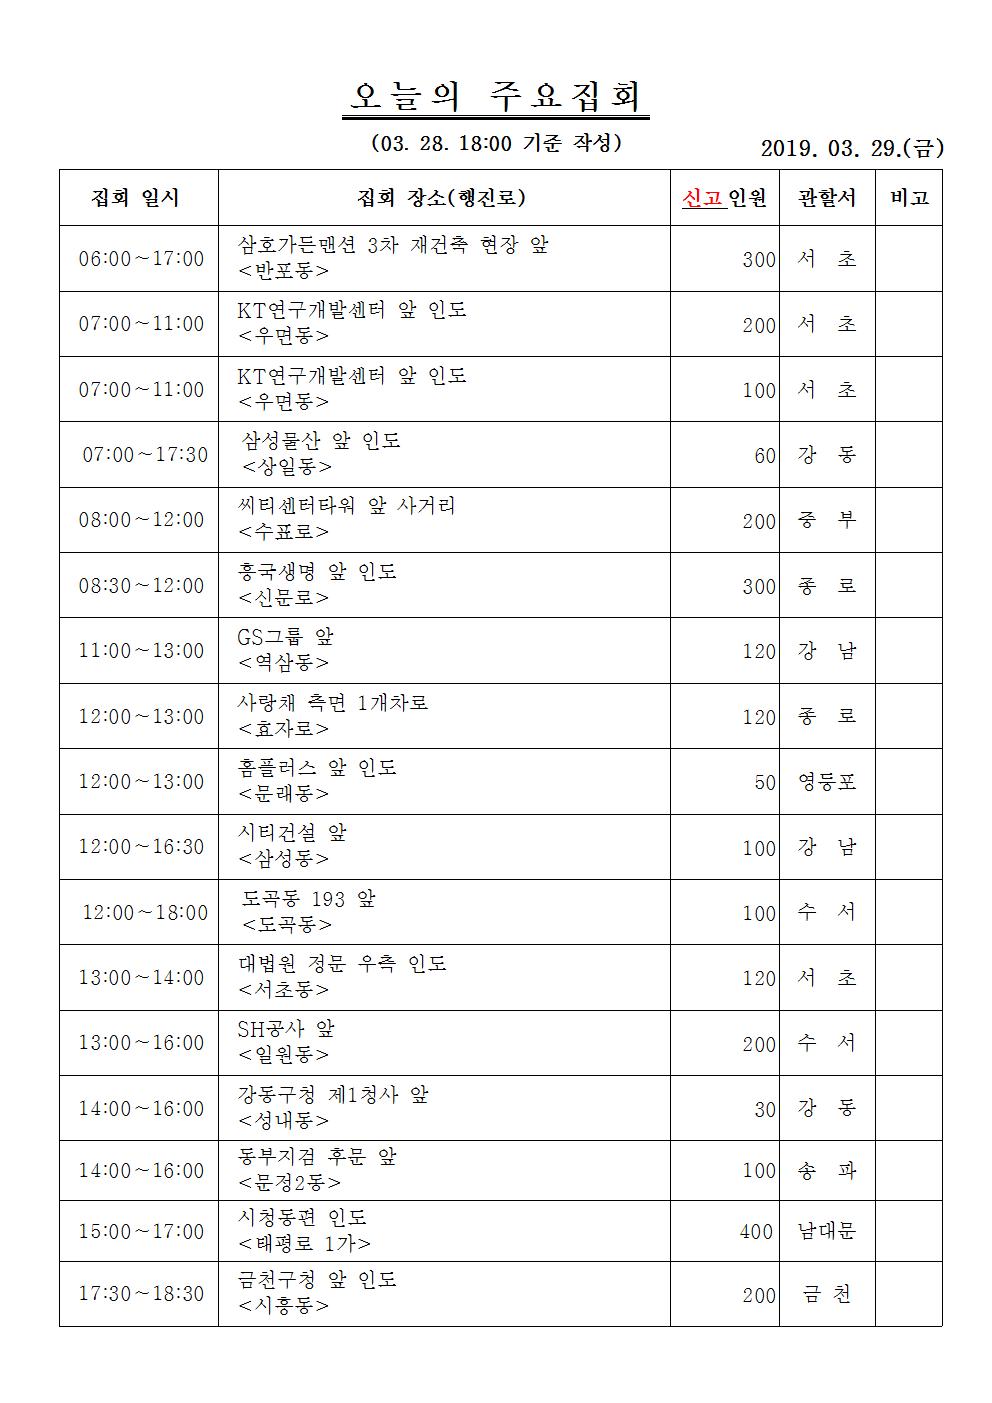 오늘의 주요집회
(03. 28. 18:00 기준 작성)
2019. 03. 29.(금)
집회 일시 집회 장소(행진로) 신고인원 관할서 비고
06:00~17:00 삼호가든맨션 3차 재건축 현장 앞
<반포동> 300 서 초
07:00~11:00 KT연구개발센터 앞 인도
<우면동> 200 서 초
07:00~11:00 KT연구개발센터 앞 인도
<우면동> 100 서 초
07:00~17:30 삼성물산 앞 인도
<상일동> 60 강 동
08:00~12:00 씨티센터타워 앞 사거리
<수표로> 200 중 부
08:30~12:00 흥국생명 앞 인도
<신문로> 300 종 로
11:00~13:00 GS그룹 앞
<역삼동> 120 강 남
12:00~13:00 사랑채 측면 1개차로
<효자로> 120 종 로
12:00~13:00 홈플러스 앞 인도
<문래동> 50 영등포
12:00~16:30 시티건설 앞
<삼성동> 100 강 남
12:00~18:00 도곡동 193 앞
<도곡동> 100 수 서
13:00~14:00 대법원 정문 우측 인도
<서초동> 120 서 초
13:00~16:00 SH공사 앞
<일원동> 200 수 서
14:00~16:00 강동구청 제1청사 앞
<성내동> 30 강 동
14:00~16:00 동부지검 후문 앞
<문정2동> 100 송 파
15:00~17:00 시청동편 인도
<태평로 1가> 400 남대문
17:30~18:30 금천구청 앞 인도
<시흥동> 200 금 천